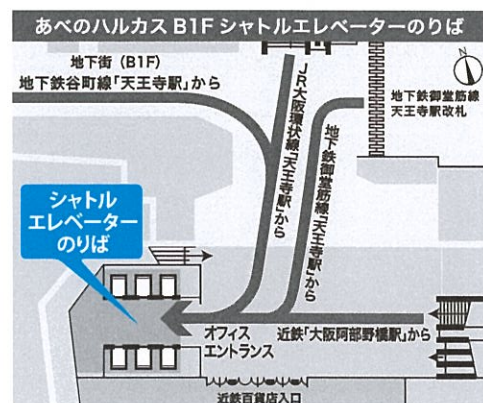 あべのハルカス B1F シャトルエレベーターのりば
地下街（B1F）
地下鉄谷町線「天王寺駅」から
JR大阪環状線「天王寺駅」から
地下鉄御堂筋線「天王寺駅」から
N
地下鉄御堂筋線
天王寺駅改札
シャトル
エレベーター
のりば
オフィス
エントランス
近鉄「大阪阿部野橋駅」から
近鉄百貨店入口